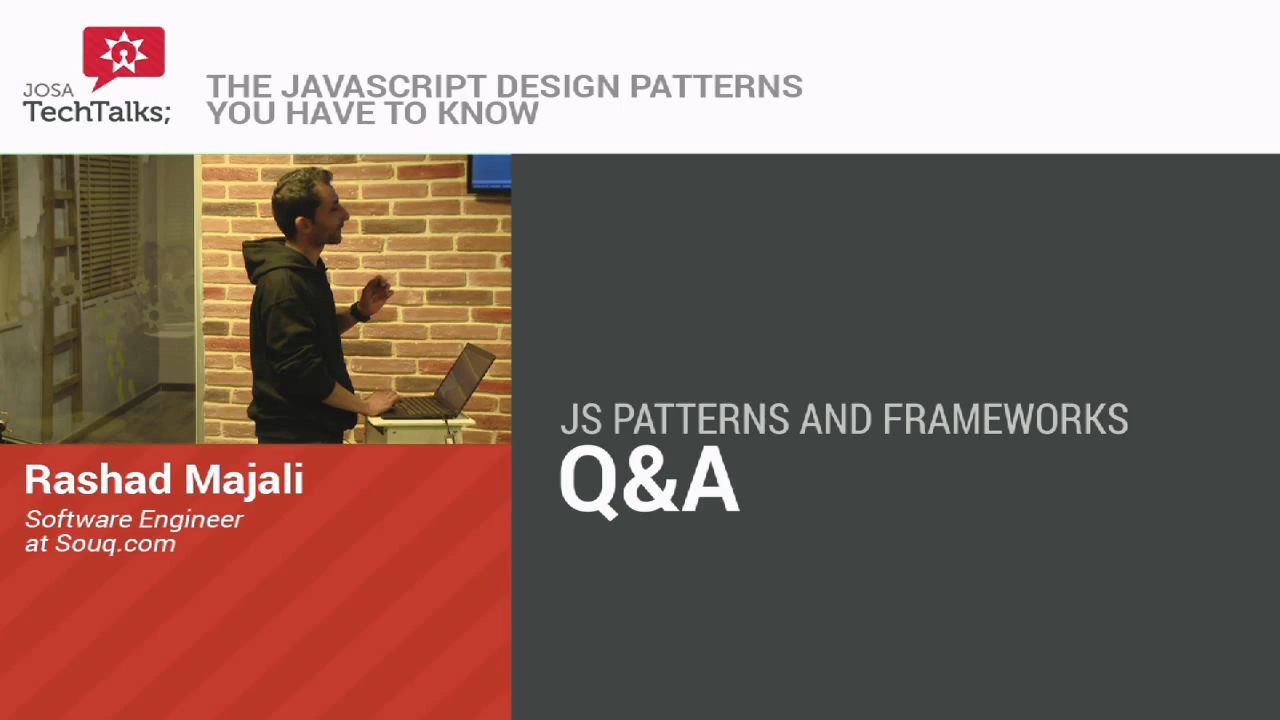 JOSA
TechTalks;
THE JAVASCRIPT DESIGN PATTERNS
YOU HAVE TO KNOW
JS PATTERNS AND FRAMEWORKS
Q&A
Rashad Majali
Software Engineer
at Souq.com